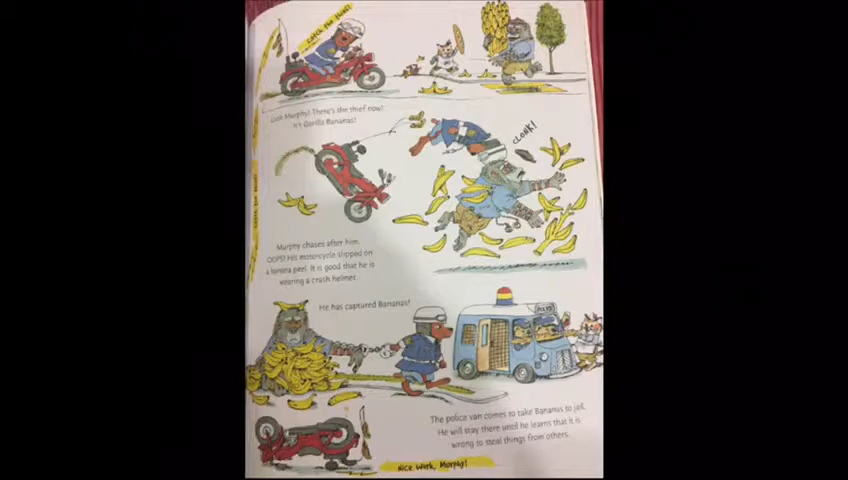 Catch the thief!
Look Murphy! There's the thief now!
It's Gorilla Bananas!
CLONK!
Murphy chases after him.
OOPS! His motorcycle slipped on
a banana peel. It is good that he is
wearing a crash helmet.
He has captured Bananas!
POLICE
The police van comes to take Bananas to jail.
He will stay there until he learns that it is
wrong to steal things from others.
Nice work, Murphy!